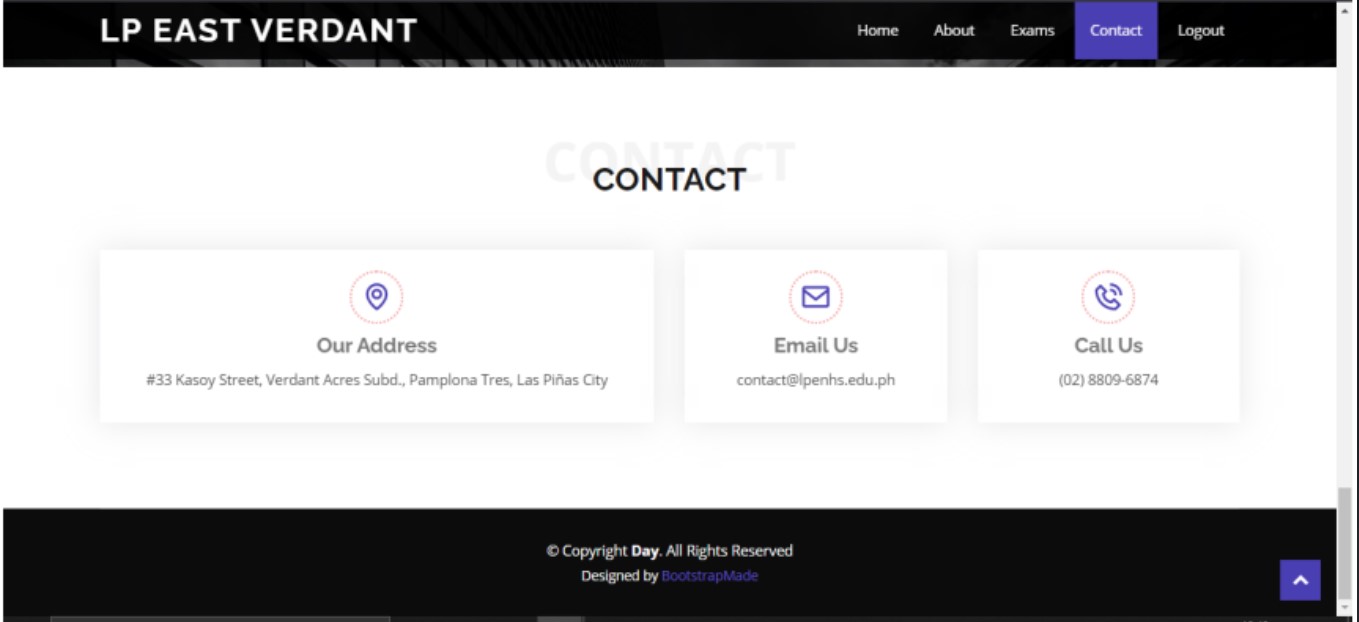 LP EAST VERDANT
Home About Exams Contact Logout
CONTACT
CONTACT
Our Address
#33 Kasoy Street, Verdant Acres Subd., Pamplona Tres, Las Piñas City
Email Us
contact@lpenhs.edu.ph
Call Us
(02) 8809-6874
© Copyright Day. All Rights Reserved
Designed by BootstrapMade